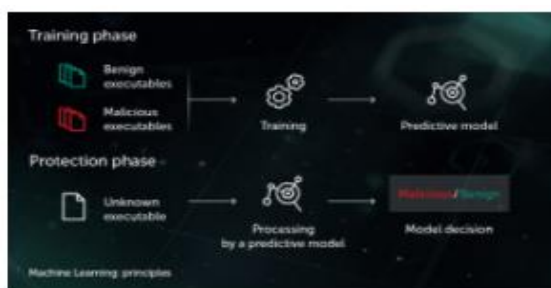 Training phase
Benign
executables
Malicious
executables
Training
Predictive model
Protection phase
Unknown
executable
Processing
by a predictive model
Malicious/Benign
Model decision
Machine Learning: principles